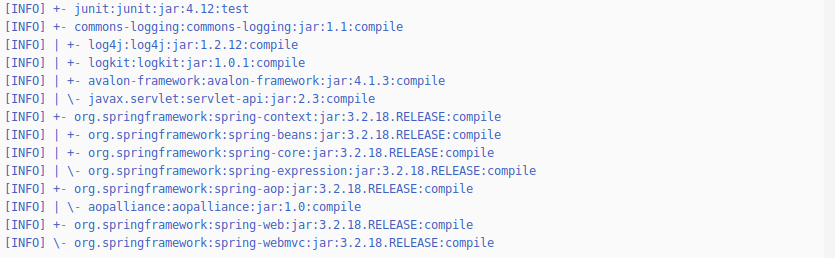 [INFO] +- junit:junit:jar:4.12:test
[INFO] +- commons-logging:commons-logging:jar:1.1:compile
[INFO] | +- log4j:log4j:jar:1.2.12:compile
[INFO] | +- logkit:logkit:jar:1.0.1:compile
[INFO] | +- avalon-framework:avalon-framework:jar:4.1.3:compile
[INFO] | \- javax.servlet:servlet-api:jar:2.3:compile
[INFO] +- org.springframework:spring-context:jar:3.2.18.RELEASE:compile
[INFO] | +- org.springframework:spring-beans:jar:3.2.18.RELEASE:compile
[INFO] | +- org.springframework:spring-core:jar:3.2.18.RELEASE:compile
[INFO] | \- org.springframework:spring-expression:jar:3.2.18.RELEASE:compile
[INFO] +- org.springframework:spring-aop:jar:3.2.18.RELEASE:compile
[INFO] | \- aopalliance:aopalliance:jar:1.0:compile
[INFO] +- org.springframework:spring-web:jar:3.2.18.RELEASE:compile
[INFO] \- org.springframework:spring-webmvc:jar:3.2.18.RELEASE:compile